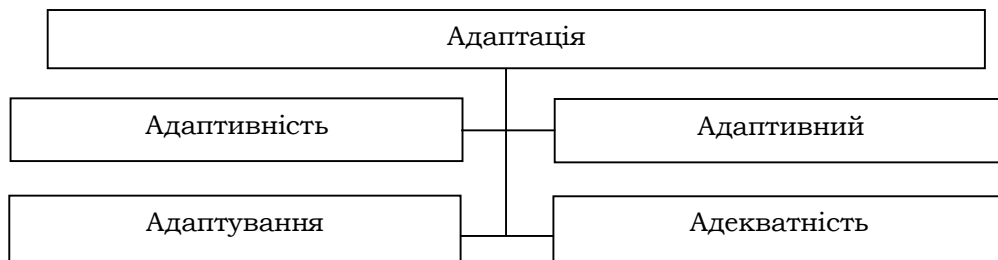 Адаптація
Адаптивність
Адаптивний
Адаптування
Адекватність